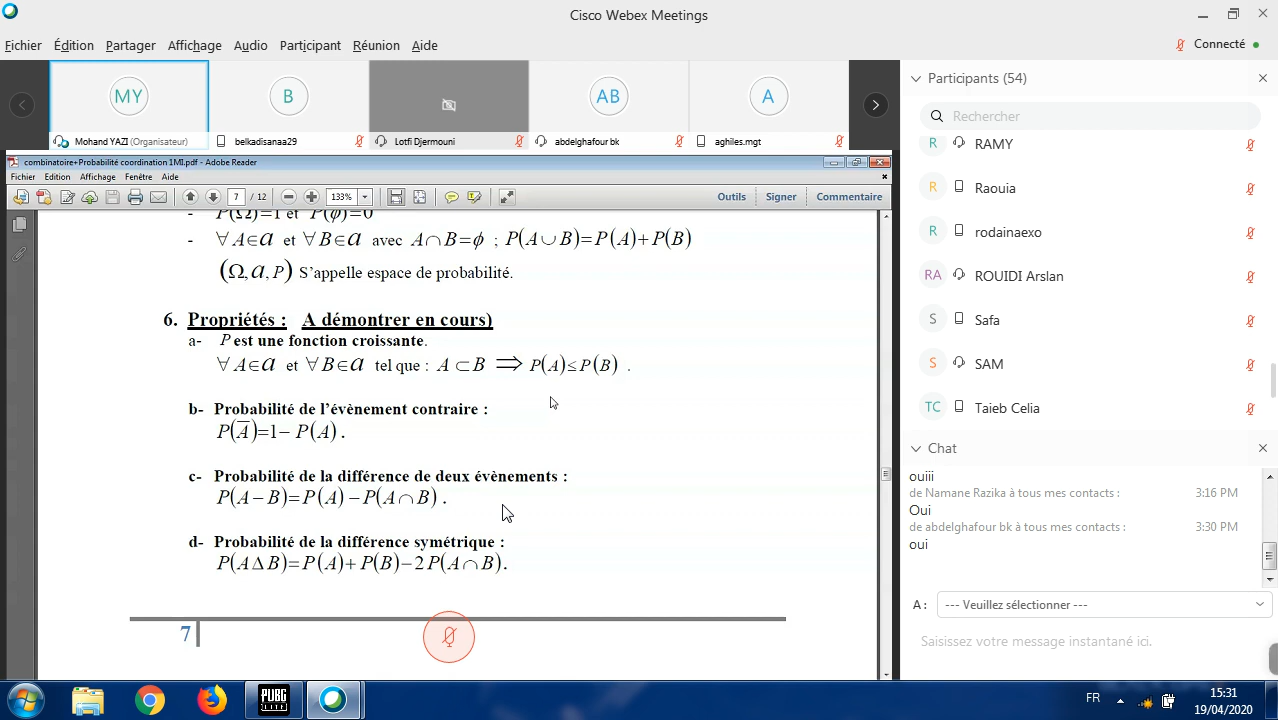 Cisco Webex Meetings
Fichier Édition Partager Affichage Audio Participant Réunion Aide
Connecté
MY B AB A
Mohand YAZI (Organisateur) belkadisanaa29 Lotfi Djermouni abdelghafour bk aghiles.mgt
Participants (54)
Rechercher
R RAMY
R Raouia
R rodainaexo
RA ROUIDI Arslan
S Safa
S SAM
TC Taieb Celia
Chat
ouiii
de Namane Razika à tous mes contacts : 3:16 PM
Oui
de abdelghafour bk à tous mes contacts : 3:30 PM
oui
A : --- Veuillez sélectionner ---
Saisissez votre message instantané ici.
combinatoire+Probabilité coordination 1MI.pdf - Adobe Reader
Fichier Edition Affichage Fenêtre Aide
7 / 12 133% Outils Signer Commentaire
- P(Ω)=1 et P(φ)=0
- ∀A∈a et ∀B∈a avec A∩B=ϕ ; P(A∪B)=P(A)+P(B)
(Ω,a,P) S'appelle espace de probabilité.
6. Propriétés : A démontrer en cours)
a- P est une fonction croissante.
∀A∈a et ∀B∈a tel que : A⊂B ⟹ P(A)≤P(B) .
b- Probabilité de l'évènement contraire :
P(A̅)=1−P(A) .
c- Probabilité de la différence de deux évènements :
P(A−B)=P(A)−P(A∩B) .
d- Probabilité de la différence symétrique :
P(AΔB)=P(A)+P(B)−2P(A∩B).
7
PUBG LITE
FR
15:31
19/04/2020